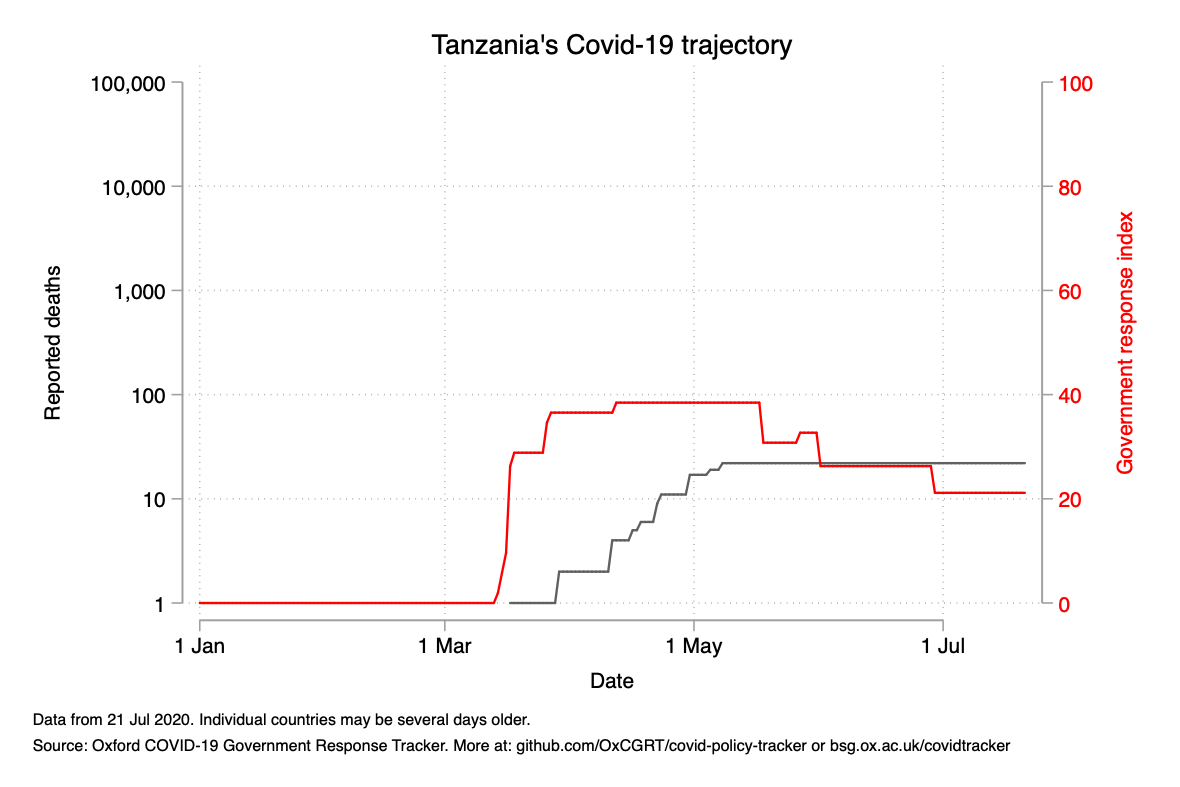 Tanzania's Covid-19 trajectory
100,000
10,000
1,000
100
10
1
Reported deaths
100
80
60
40
20
0
Government response index
1 Jan
1 Mar
1 May
1 Jul
Date
Data from 21 Jul 2020. Individual countries may be several days older.
Source: Oxford COVID-19 Government Response Tracker. More at: github.com/OxCGRT/covid-policy-tracker or bsg.ox.ac.uk/covidtracker